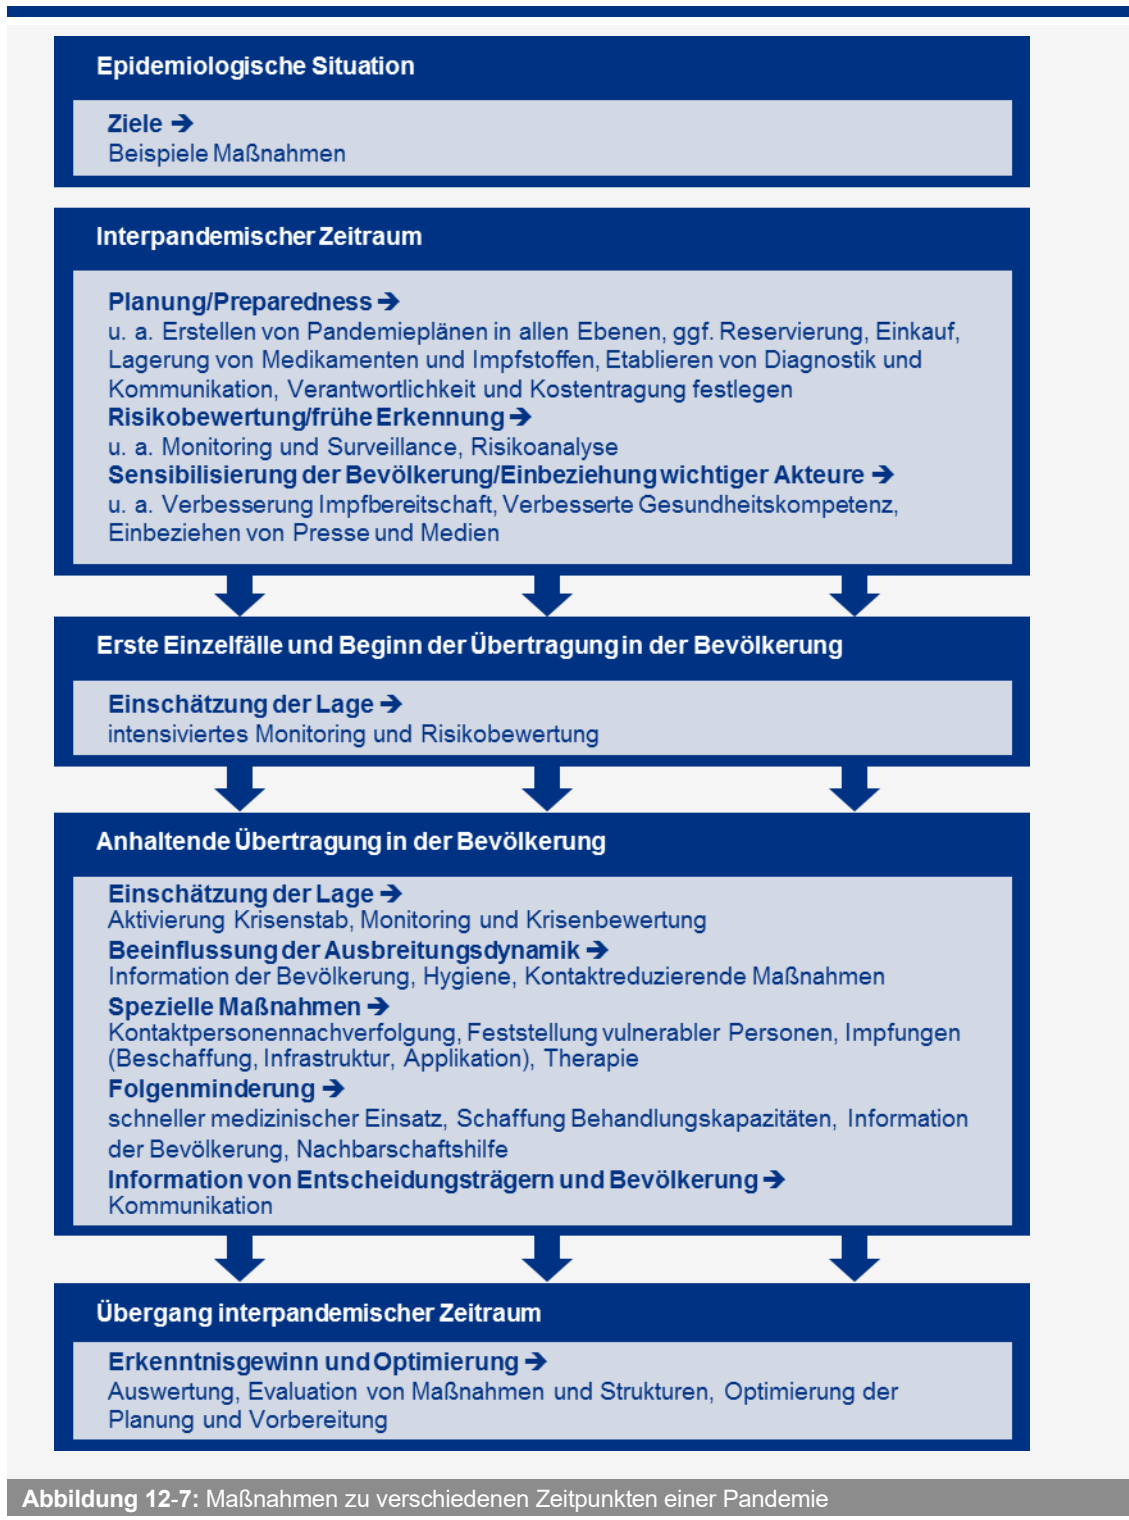 Epidemiologische Situation
Ziele ➔
Beispiele Maßnahmen
Interpandemischer Zeitraum
Planung/Preparedness ➔
u. a. Erstellen von Pandemieplänen in allen Ebenen, ggf. Reservierung, Einkauf,
Lagerung von Medikamenten und Impfstoffen, Etablieren von Diagnostik und
Kommunikation, Verantwortlichkeit und Kostentragung festlegen
Risikobewertung/frühe Erkennung ➔
u. a. Monitoring und Surveillance, Risikoanalyse
Sensibilisierung der Bevölkerung/Einbeziehung wichtiger Akteure ➔
u. a. Verbesserung Impfbereitschaft, Verbesserte Gesundheitskompetenz,
Einbeziehen von Presse und Medien
Erste Einzelfälle und Beginn der Übertragung in der Bevölkerung
Einschätzung der Lage ➔
intensiviertes Monitoring und Risikobewertung
Anhaltende Übertragung in der Bevölkerung
Einschätzung der Lage ➔
Aktivierung Krisenstab, Monitoring und Krisenbewertung
Beeinflussung der Ausbreitungsdynamik ➔
Information der Bevölkerung, Hygiene, Kontaktreduzierende Maßnahmen
Spezielle Maßnahmen ➔
Kontaktpersonennachverfolgung, Feststellung vulnerabler Personen, Impfungen
(Beschaffung, Infrastruktur, Applikation), Therapie
Folgenminderung ➔
schneller medizinischer Einsatz, Schaffung Behandlungskapazitäten, Information
der Bevölkerung, Nachbarschaftshilfe
Information von Entscheidungsträgern und Bevölkerung ➔
Kommunikation
Übergang interpandemischer Zeitraum
Erkenntnisgewinn und Optimierung ➔
Auswertung, Evaluation von Maßnahmen und Strukturen, Optimierung der
Planung und Vorbereitung
Abbildung 12-7: Maßnahmen zu verschiedenen Zeitpunkten einer Pandemie